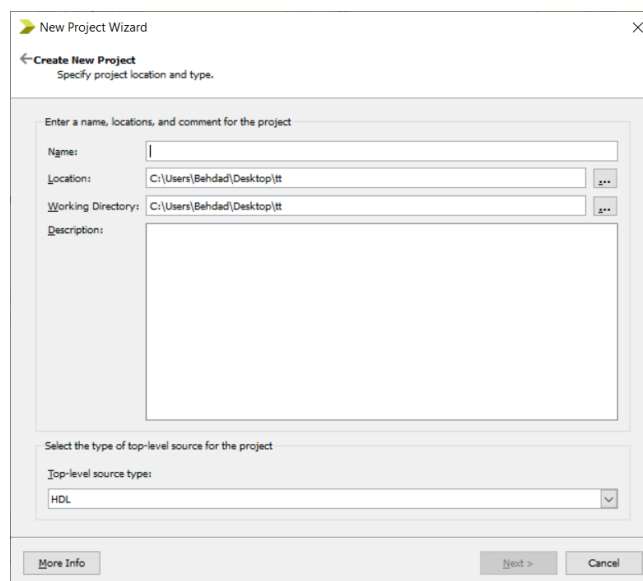 New Project Wizard
Create New Project
Specify project location and type.
Enter a name, locations, and comment for the project
Name:
Location: C:\Users\Behdad\Desktop\tt ...
Working Directory: C:\Users\Behdad\Desktop\tt ...
Description:
Select the type of top-level source for the project
Top-level source type:
HDL
More Info Next > Cancel